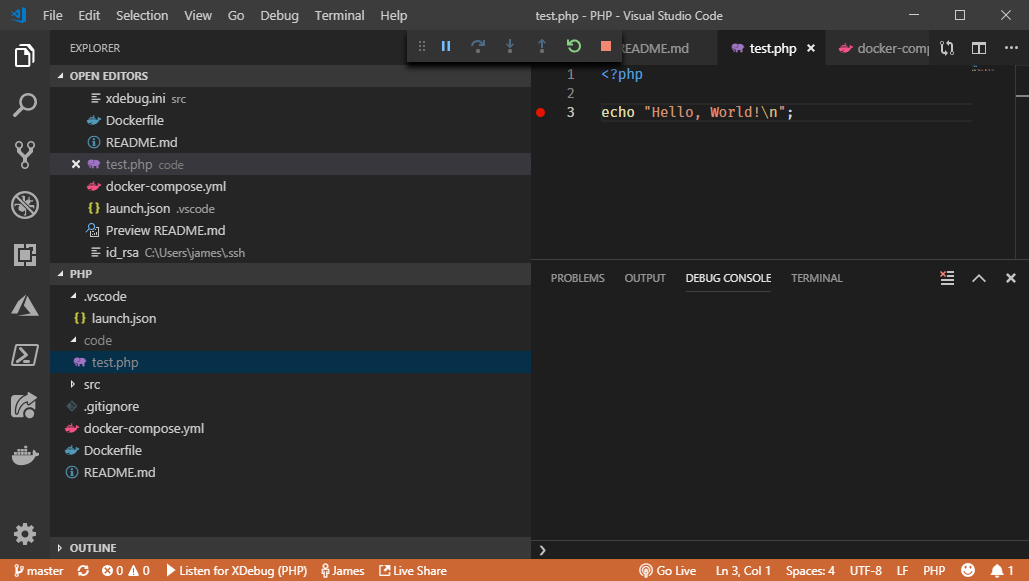 File Edit Selection View Go Debug Terminal Help test.php - PHP - Visual Studio Code
EXPLORER
README.md test.php docker-comp
OPEN EDITORS
xdebug.ini src
Dockerfile
README.md
test.php code
docker-compose.yml
{} launch.json .vscode
Preview README.md
id_rsa C:\Users\james\.ssh
PHP
.vscode
{} launch.json
code
test.php
src
.gitignore
docker-compose.yml
Dockerfile
README.md
OUTLINE
1 <?php
2
3 echo "Hello, World!\n";
PROBLEMS OUTPUT DEBUG CONSOLE TERMINAL
master 0 0 Listen for XDebug (PHP) James Live Share Go Live Ln 3, Col 1 Spaces: 4 UTF-8 LF PHP 1